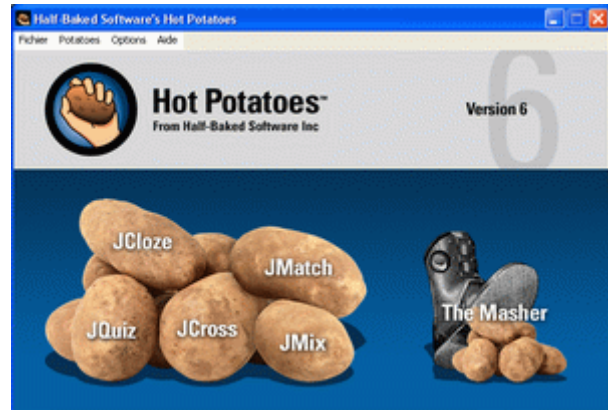 Half-Baked Software's Hot Potatoes
Fichier Potatoes Options Aide
Hot Potatoes™
From Half-Baked Software Inc
Version 6
6
JCloze
JMatch
JQuiz
JCross
JMix
The Masher